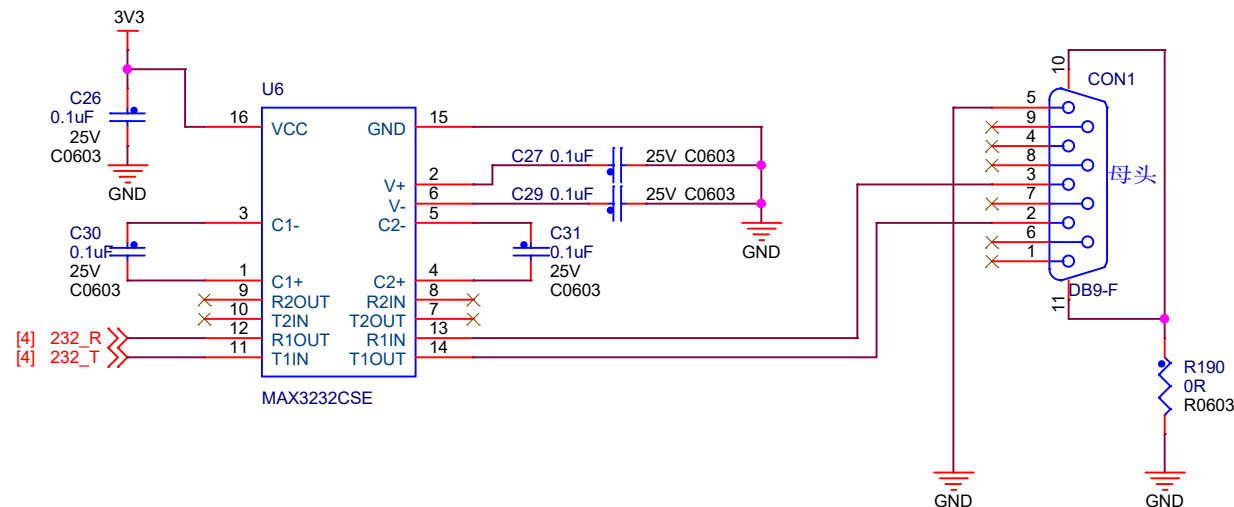 3V3
C26
0.1uF
25V
C0603
GND
U6
16
VCC
GND
15
V+
2
V-
6
C2-
5
3
C1-
1
C1+
C2+
4
9
R2OUT
R2IN
8
10
T2IN
T2OUT
7
12
R1OUT
R1IN
13
11
T1IN
T1OUT
14
MAX3232CSE
C30
0.1uF
25V
C0603
[4] 232_R
[4] 232_T
C27 0.1uF
25V C0603
C29 0.1uF
25V C0603
GND
C31
0.1uF
25V
C0603
10
CON1
5
9
4
8
3
7
2
6
1
母头
DB9-F
11
R190
0R
R0603
GND
GND